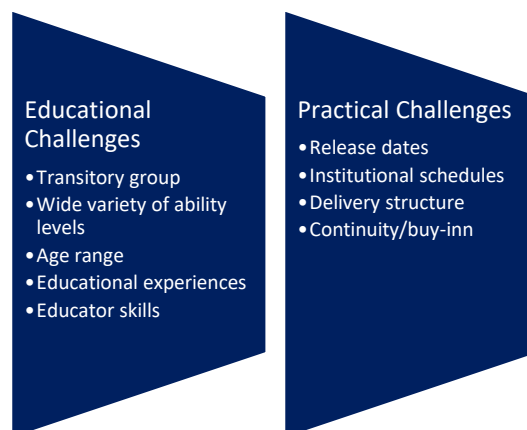 Educational
Challenges
•Transitory group
•Wide variety of ability
levels
•Age range
•Educational experiences
•Educator skills
Practical Challenges
•Release dates
•Institutional schedules
•Delivery structure
•Continuity/buy-inn